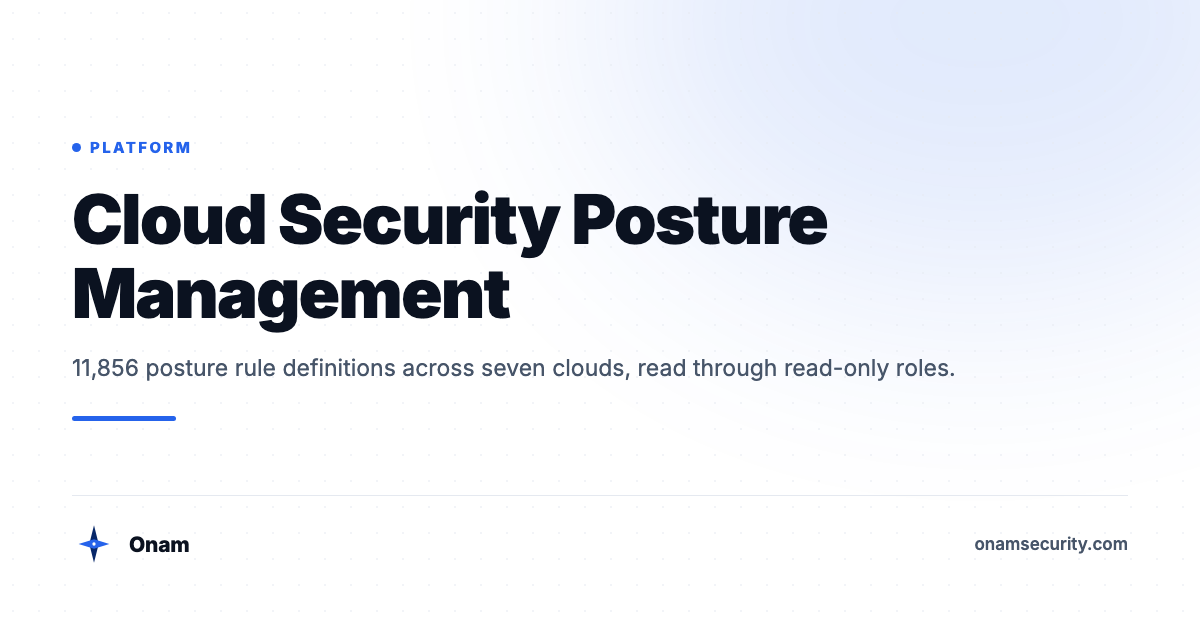 PLATFORM
Cloud Security Posture
Management
11,856 posture rule definitions across seven clouds, read through read-only roles.
Onam
onamsecurity.com